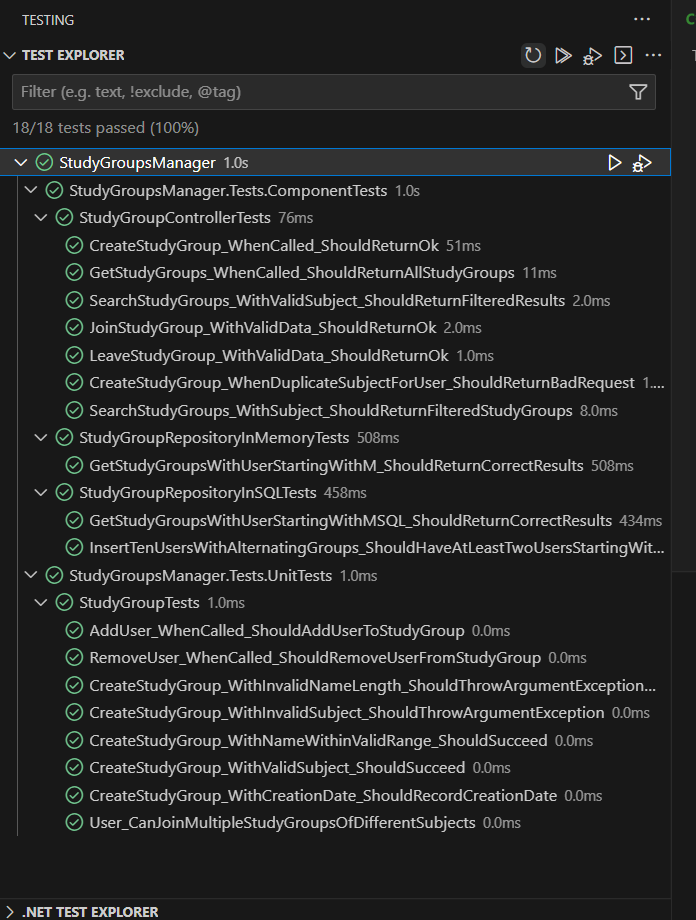 TESTING
TEST EXPLORER
Filter (e.g. text, !exclude, @tag)
18/18 tests passed (100%)
StudyGroupsManager 1.0s
StudyGroupsManager.Tests.ComponentTests 1.0s
StudyGroupControllerTests 76ms
CreateStudyGroup_WhenCalled_ShouldReturnOk 51ms
GetStudyGroups_WhenCalled_ShouldReturnAllStudyGroups 11ms
SearchStudyGroups_WithValidSubject_ShouldReturnFilteredResults 2.0ms
JoinStudyGroup_WithValidData_ShouldReturnOk 2.0ms
LeaveStudyGroup_WithValidData_ShouldReturnOk 1.0ms
CreateStudyGroup_WhenDuplicateSubjectForUser_ShouldReturnBadRequest 1....
SearchStudyGroups_WithSubject_ShouldReturnFilteredStudyGroups 8.0ms
StudyGroupRepositoryInMemoryTests 508ms
GetStudyGroupsWithUserStartingWithM_ShouldReturnCorrectResults 508ms
StudyGroupRepositoryInSQLTests 458ms
GetStudyGroupsWithUserStartingWithMSQL_ShouldReturnCorrectResults 434ms
InsertTenUsersWithAlternatingGroups_ShouldHaveAtLeastTwoUsersStartingWit...
StudyGroupsManager.Tests.UnitTests 1.0ms
StudyGroupTests 1.0ms
AddUser_WhenCalled_ShouldAddUserToStudyGroup 0.0ms
RemoveUser_WhenCalled_ShouldRemoveUserFromStudyGroup 0.0ms
CreateStudyGroup_WithInvalidNameLength_ShouldThrowArgumentException...
CreateStudyGroup_WithInvalidSubject_ShouldThrowArgumentException 0.0ms
CreateStudyGroup_WithNameWithinValidRange_ShouldSucceed 0.0ms
CreateStudyGroup_WithValidSubject_ShouldSucceed 0.0ms
CreateStudyGroup_WithCreationDate_ShouldRecordCreationDate 0.0ms
User_CanJoinMultipleStudyGroupsOfDifferentSubjects 0.0ms
.NET TEST EXPLORER